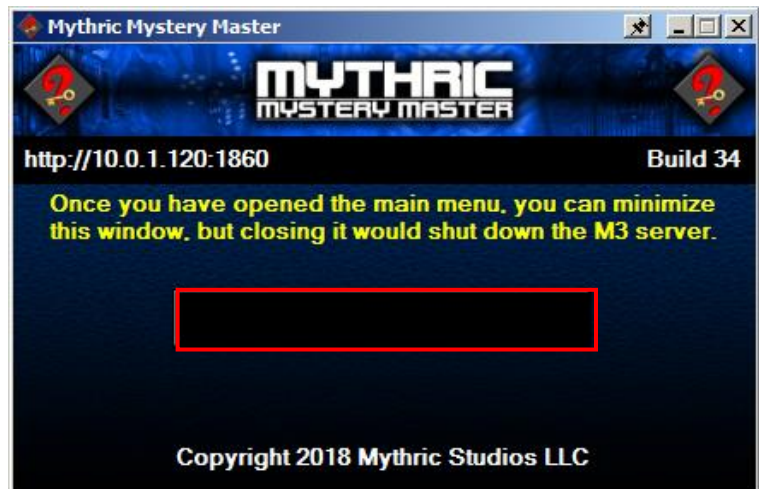 Mythric Mystery Master
MYTHRIC
MYSTERY MASTER
http://10.0.1.120:1860 Build 34
Once you have opened the main menu, you can minimize
this window, but closing it would shut down the M3 server.
Copyright 2018 Mythric Studios LLC